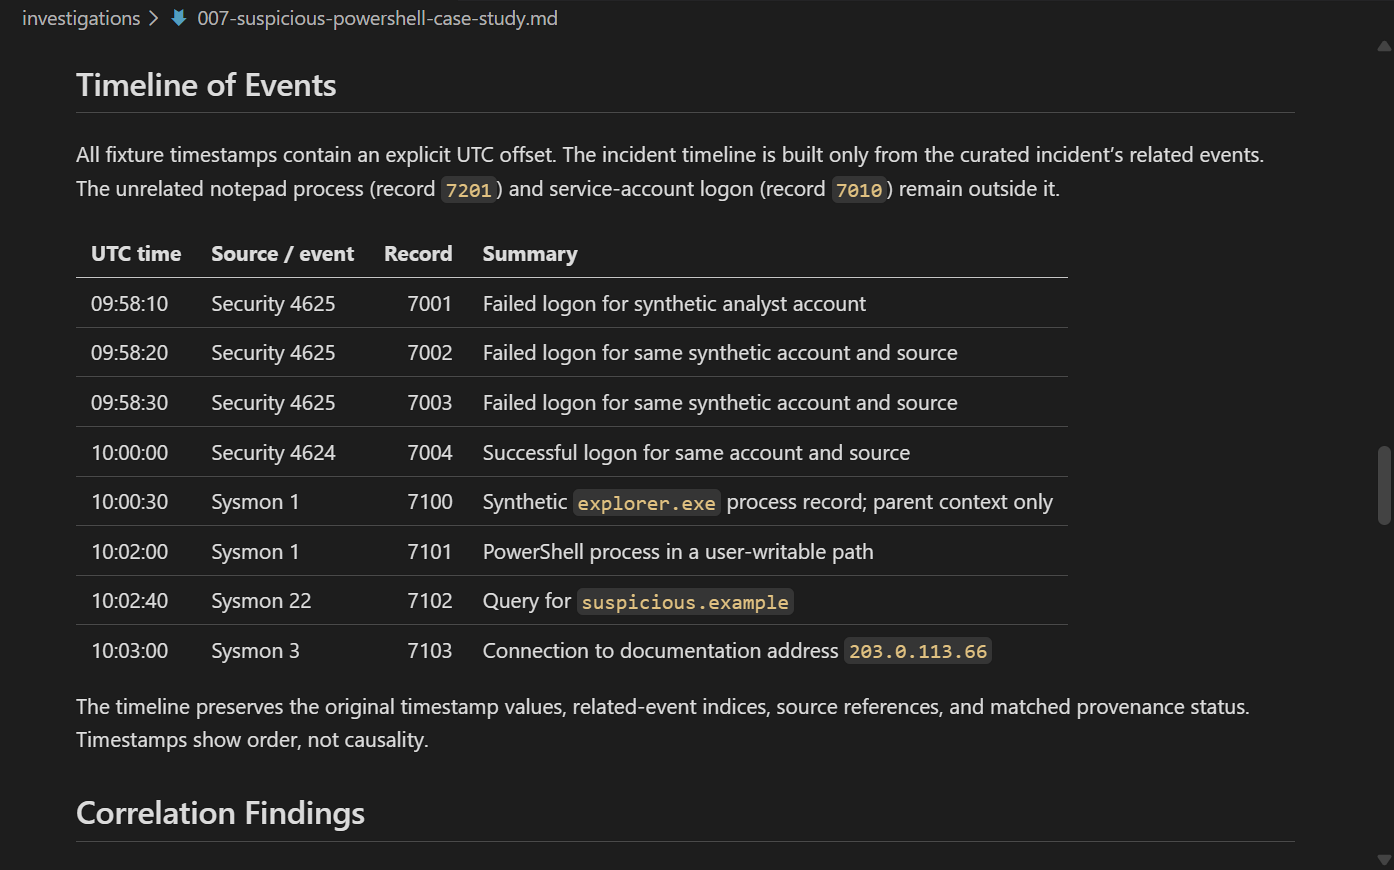 investigations > 007-suspicious-powershell-case-study.md
Timeline of Events
All fixture timestamps contain an explicit UTC offset. The incident timeline is built only from the curated incident’s related events.
The unrelated notepad process (record 7201) and service-account logon (record 7010) remain outside it.
UTC time Source / event Record Summary
09:58:10 Security 4625 7001 Failed logon for synthetic analyst account
09:58:20 Security 4625 7002 Failed logon for same synthetic account and source
09:58:30 Security 4625 7003 Failed logon for same synthetic account and source
10:00:00 Security 4624 7004 Successful logon for same account and source
10:00:30 Sysmon 1 7100 Synthetic explorer.exe process record; parent context only
10:02:00 Sysmon 1 7101 PowerShell process in a user-writable path
10:02:40 Sysmon 22 7102 Query for suspicious.example
10:03:00 Sysmon 3 7103 Connection to documentation address 203.0.113.66
The timeline preserves the original timestamp values, related-event indices, source references, and matched provenance status.
Timestamps show order, not causality.
Correlation Findings